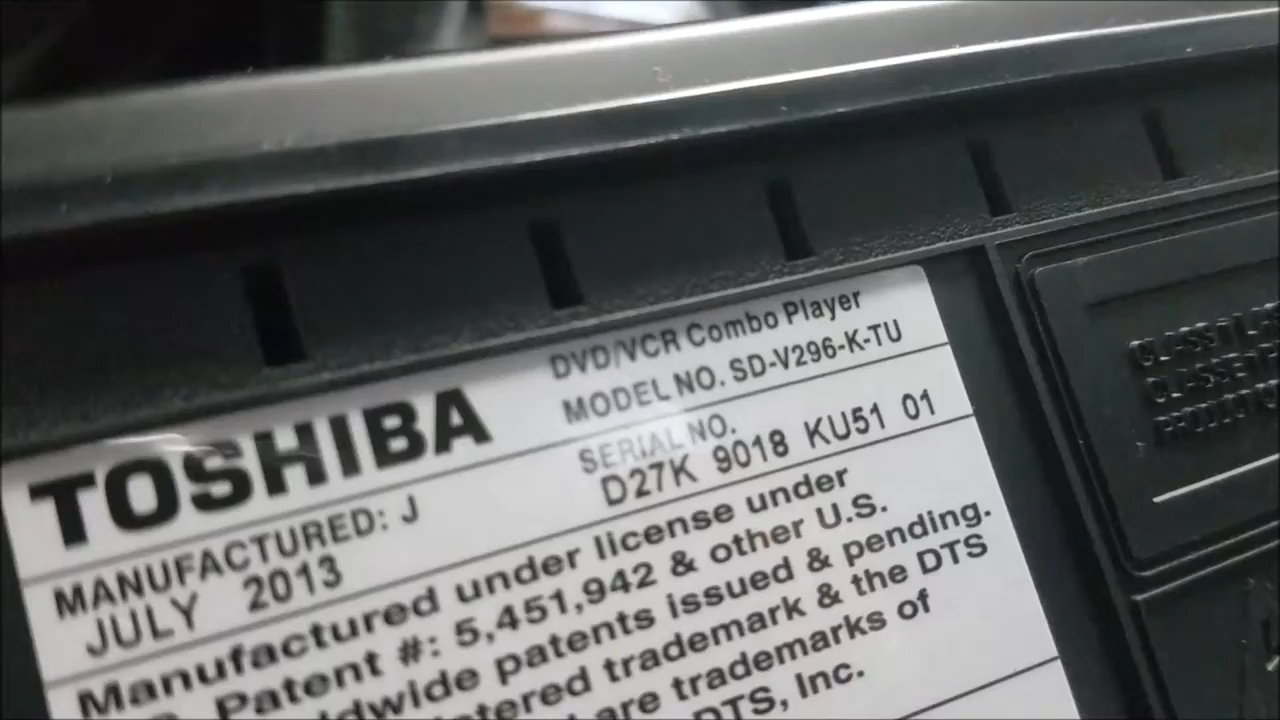 TOSHIBA
DVD/VCR Combo Player
MODEL NO. SD-V296-K-TU
MANUFACTURED: J
JULY 2013
SERIAL NO.
D27K 9018 KU51 01
Manufactured under license under
Patent #: 5,451,942 & other U.S.
patents issued & pending.
trademark & the DTS
are trademarks of
DTS, Inc.
CLASS 1